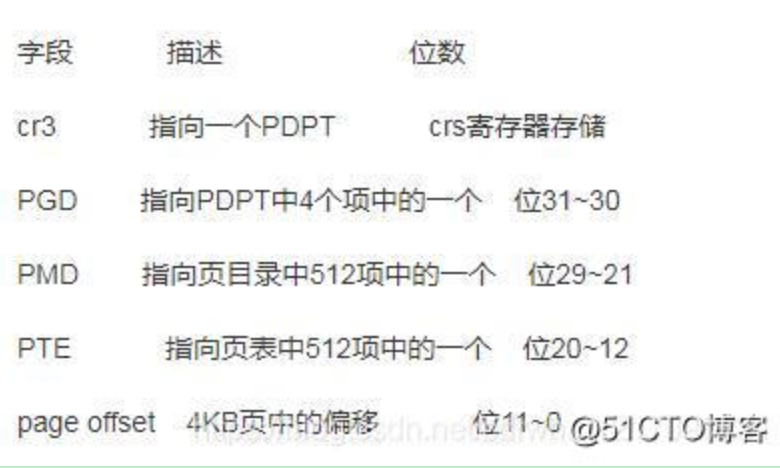 字段 描述 位数
cr3 指向一个PDPT crs寄存器存储
PGD 指向PDPT中4个项中的一个 位31~30
PMD 指向页目录中512项中的一个 位29~21
PTE 指向页表中512项中的一个 位20~12
page offset 4KB页中的偏移 位11~0
@51CTO博客